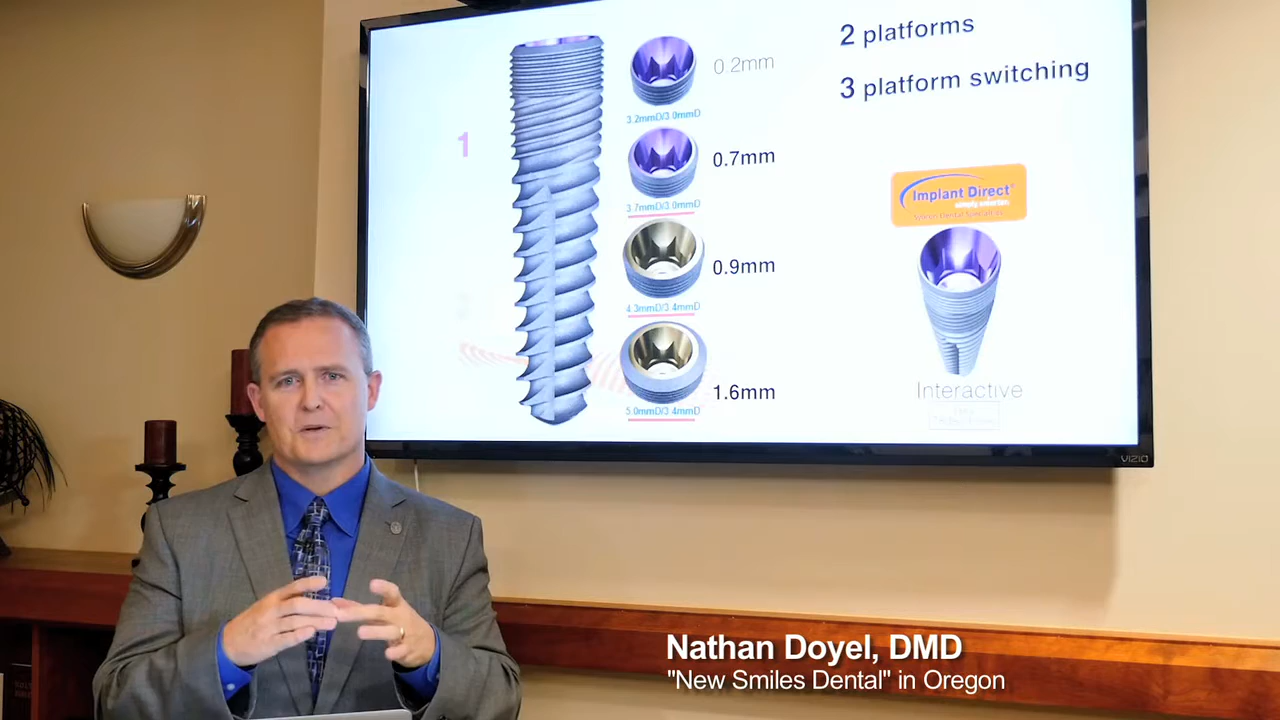 2 platforms
3 platform switching
1
0.2mm
3.2mmD/3.0mmD
0.7mm
3.7mmD/3.0mmD
0.9mm
4.3mmD/3.4mmD
1.6mm
5.0mmD/3.4mmD
Implant Direct®
simply smarter.
Interactive
VIZIO
Nathan Doyel, DMD
"New Smiles Dental" in Oregon